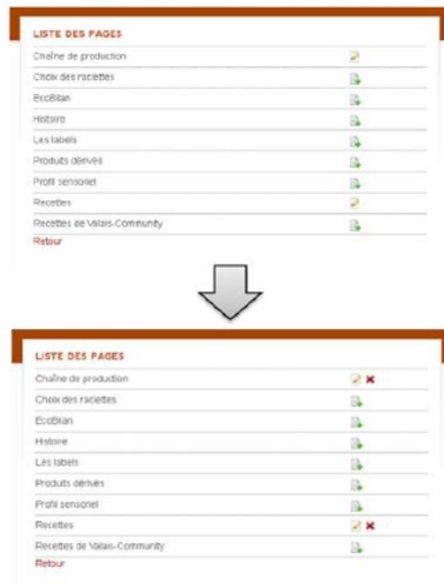 LISTE DES PAGES
Chaîne de production
Choix des raclettes
EcoBilan
Histoire
Les labels
Produits dérivés
Profil sensoriel
Recettes
Recettes de Valais-Community
Retour
LISTE DES PAGES
Chaîne de production
Choix des raclettes
EcoBilan
Histoire
Les labels
Produits dérivés
Profil sensoriel
Recettes
Recettes de Valais-Community
Retour